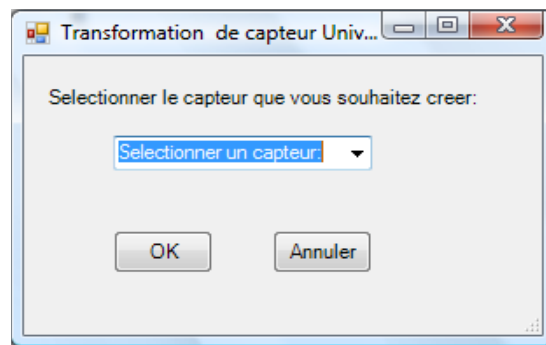 Transformation de capteur Univ...
Selectionner le capteur que vous souhaitez creer:
Selectionner un capteur:
OK Annuler